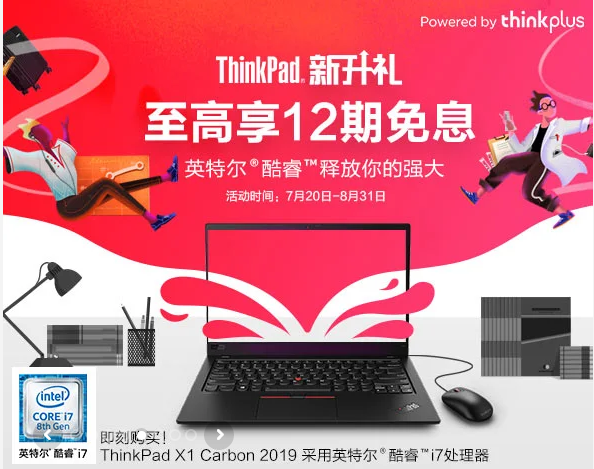 Powered by thinkplus
ThinkPad 新升礼
至高享12期免息
英特尔®酷睿™释放你的强大
活动时间：7月20日-8月31日
intel
CORE i7
8th Gen
英特尔®酷睿™i7
即刻购买！
ThinkPad X1 Carbon 2019 采用英特尔®酷睿™i7处理器